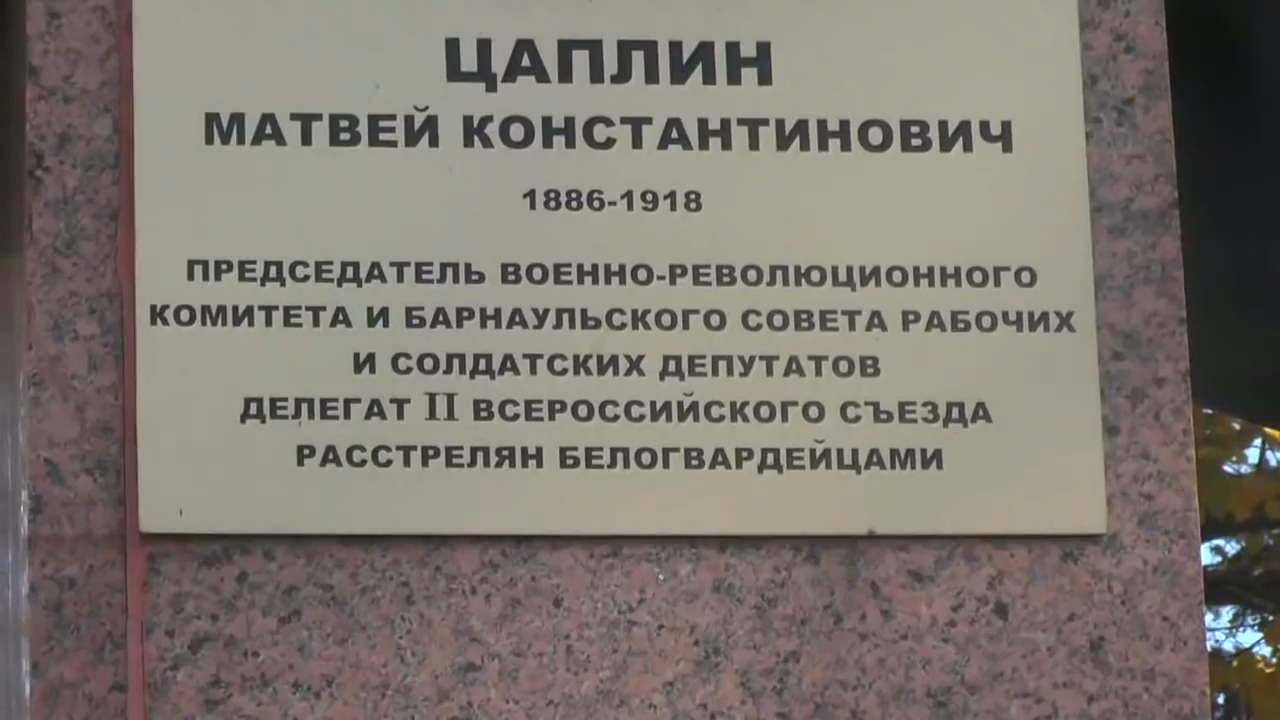 ЦАПЛИН
МАТВЕЙ КОНСТАНТИНОВИЧ
1886-1918
ПРЕДСЕДАТЕЛЬ ВОЕННО-РЕВОЛЮЦИОННОГО
КОМИТЕТА И БАРНАУЛЬСКОГО СОВЕТА РАБОЧИХ
И СОЛДАТСКИХ ДЕПУТАТОВ
ДЕЛЕГАТ II ВСЕРОССИЙСКОГО СЪЕЗДА
РАССТРЕЛЯН БЕЛОГВАРДЕЙЦАМИ